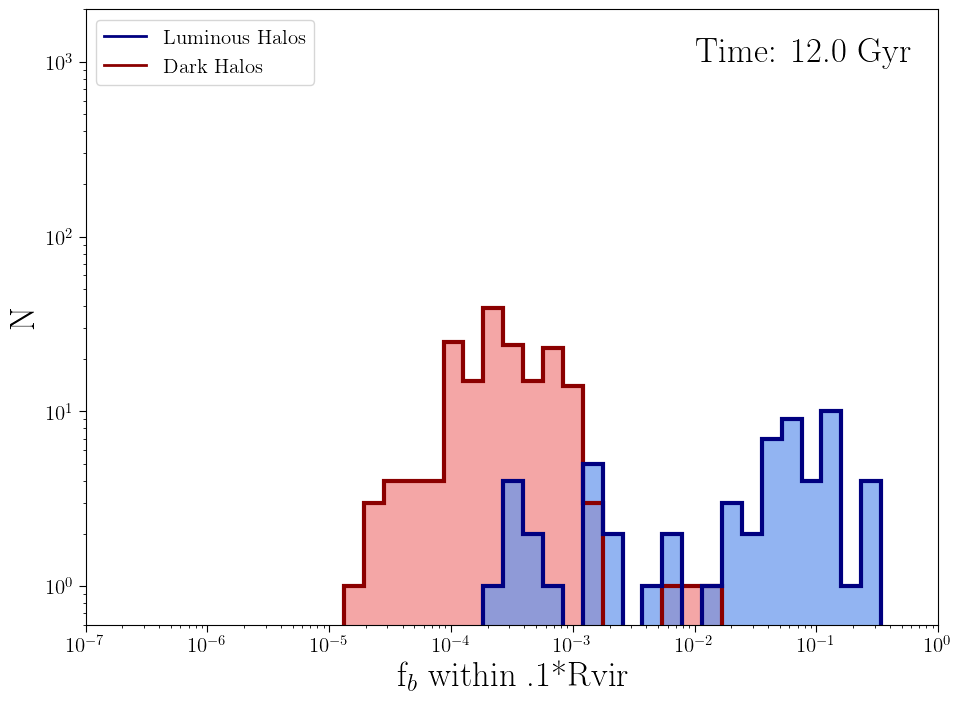 Luminous Halos
Dark Halos
Time: 12.0 Gyr
N
10³
10²
10¹
10⁰
10⁻⁷ 10⁻⁶ 10⁻⁵ 10⁻⁴ 10⁻³ 10⁻² 10⁻¹ 10⁰
f_b within .1*Rvir